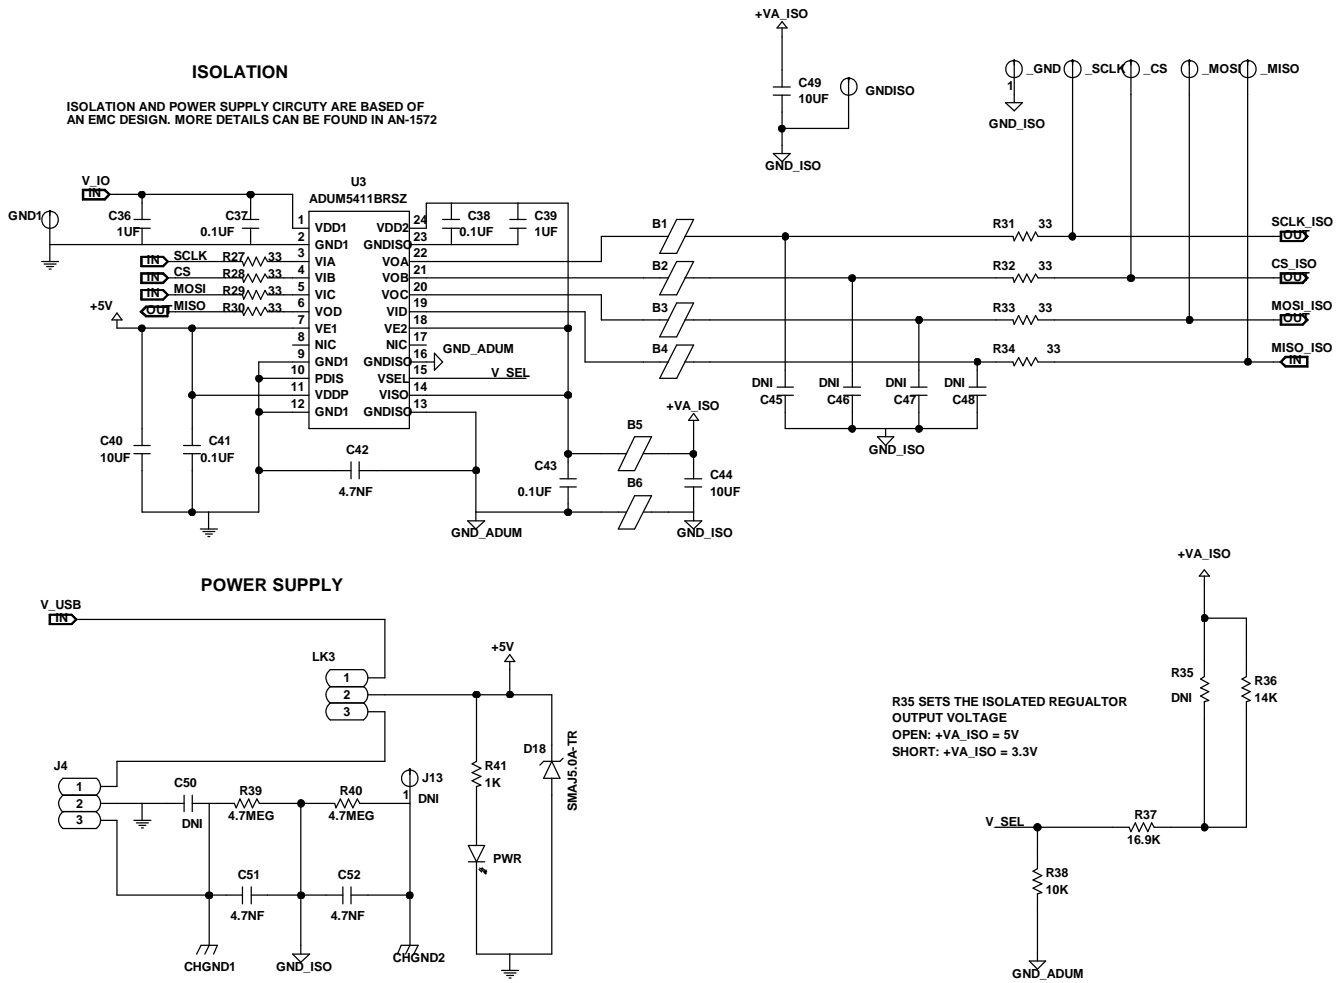 +VA_ISO
C49
10UF
GNDISO
GND_ISO
ISOLATION
ISOLATION AND POWER SUPPLY CIRCUTY ARE BASED OF
AN EMC DESIGN. MORE DETAILS CAN BE FOUND IN AN-1572
_GND
_SCLK
_CS
_MOSI
_MISO
1
GND_ISO
V_IO
IN
GND1
C36
1UF
C37
0.1UF
U3
ADUM5411BRSZ
C38
0.1UF
C39
1UF
1 VDD1 VDD2 24
2 GND1 GNDISO 23
3 VIA VOA 22
4 VIB VOB 21
5 VIC VOC 20
6 VOD VID 19
7 VE1 VE2 18
8 NIC NIC 17
9 GND1 GNDISO 16
10 PDIS VSEL 15
11 VDDP VISO 14
12 GND1 GNDISO 13
IN SCLK R27 33
IN CS R28 33
IN MOSI R29 33
OUT MISO R30 33
+5V
GND_ADUM
V_SEL
B1
B2
B3
B4
R31 33
R32 33
R33 33
R34 33
SCLK_ISO
OUT
CS_ISO
OUT
MOSI_ISO
OUT
MISO_ISO
IN
DNI
C45
DNI
C46
DNI
C47
DNI
C48
GND_ISO
C40
10UF
C41
0.1UF
C42
4.7NF
GND_ADUM
C43
0.1UF
B5
B6
+VA_ISO
C44
10UF
GND_ISO
POWER SUPPLY
V_USB
IN
LK3
1
2
3
+5V
R41
1K
D18
SMAJ5.0A-TR
PWR
J4
1
2
3
C50
DNI
R39
4.7MEG
R40
4.7MEG
J13
1
DNI
C51
4.7NF
C52
4.7NF
CHGND1
GND_ISO
CHGND2
R35 SETS THE ISOLATED REGUALTOR
OUTPUT VOLTAGE
OPEN: +VA_ISO = 5V
SHORT: +VA_ISO = 3.3V
+VA_ISO
R35
DNI
R36
14K
V_SEL
R37
16.9K
R38
10K
GND_ADUM